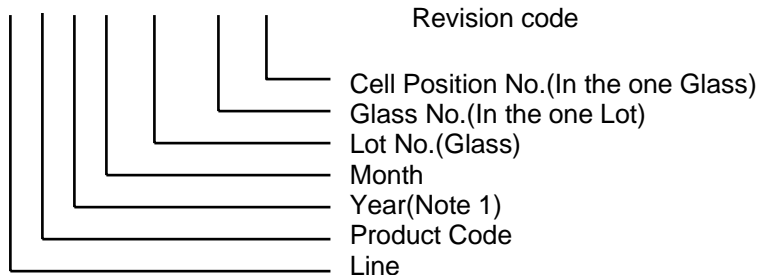 Revision code
Cell Position No.(In the one Glass)
Glass No.(In the one Lot)
Lot No.(Glass)
Month
Year(Note 1)
Product Code
Line